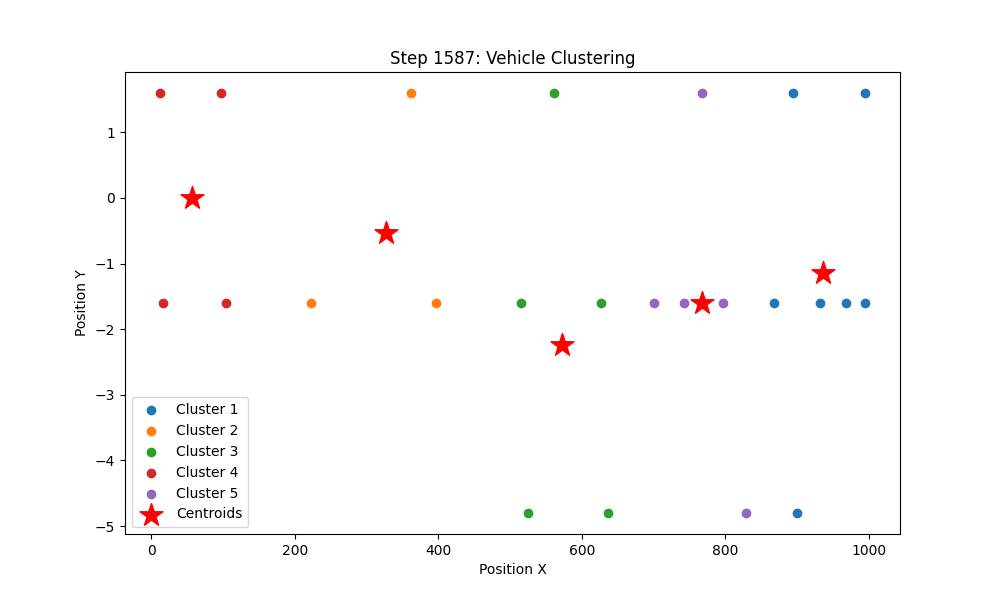 Step 1587: Vehicle Clustering
Position Y
1
0
−1
−2
−3
−4
−5
Cluster 1
Cluster 2
Cluster 3
Cluster 4
Cluster 5
Centroids
0 200 400 600 800 1000
Position X